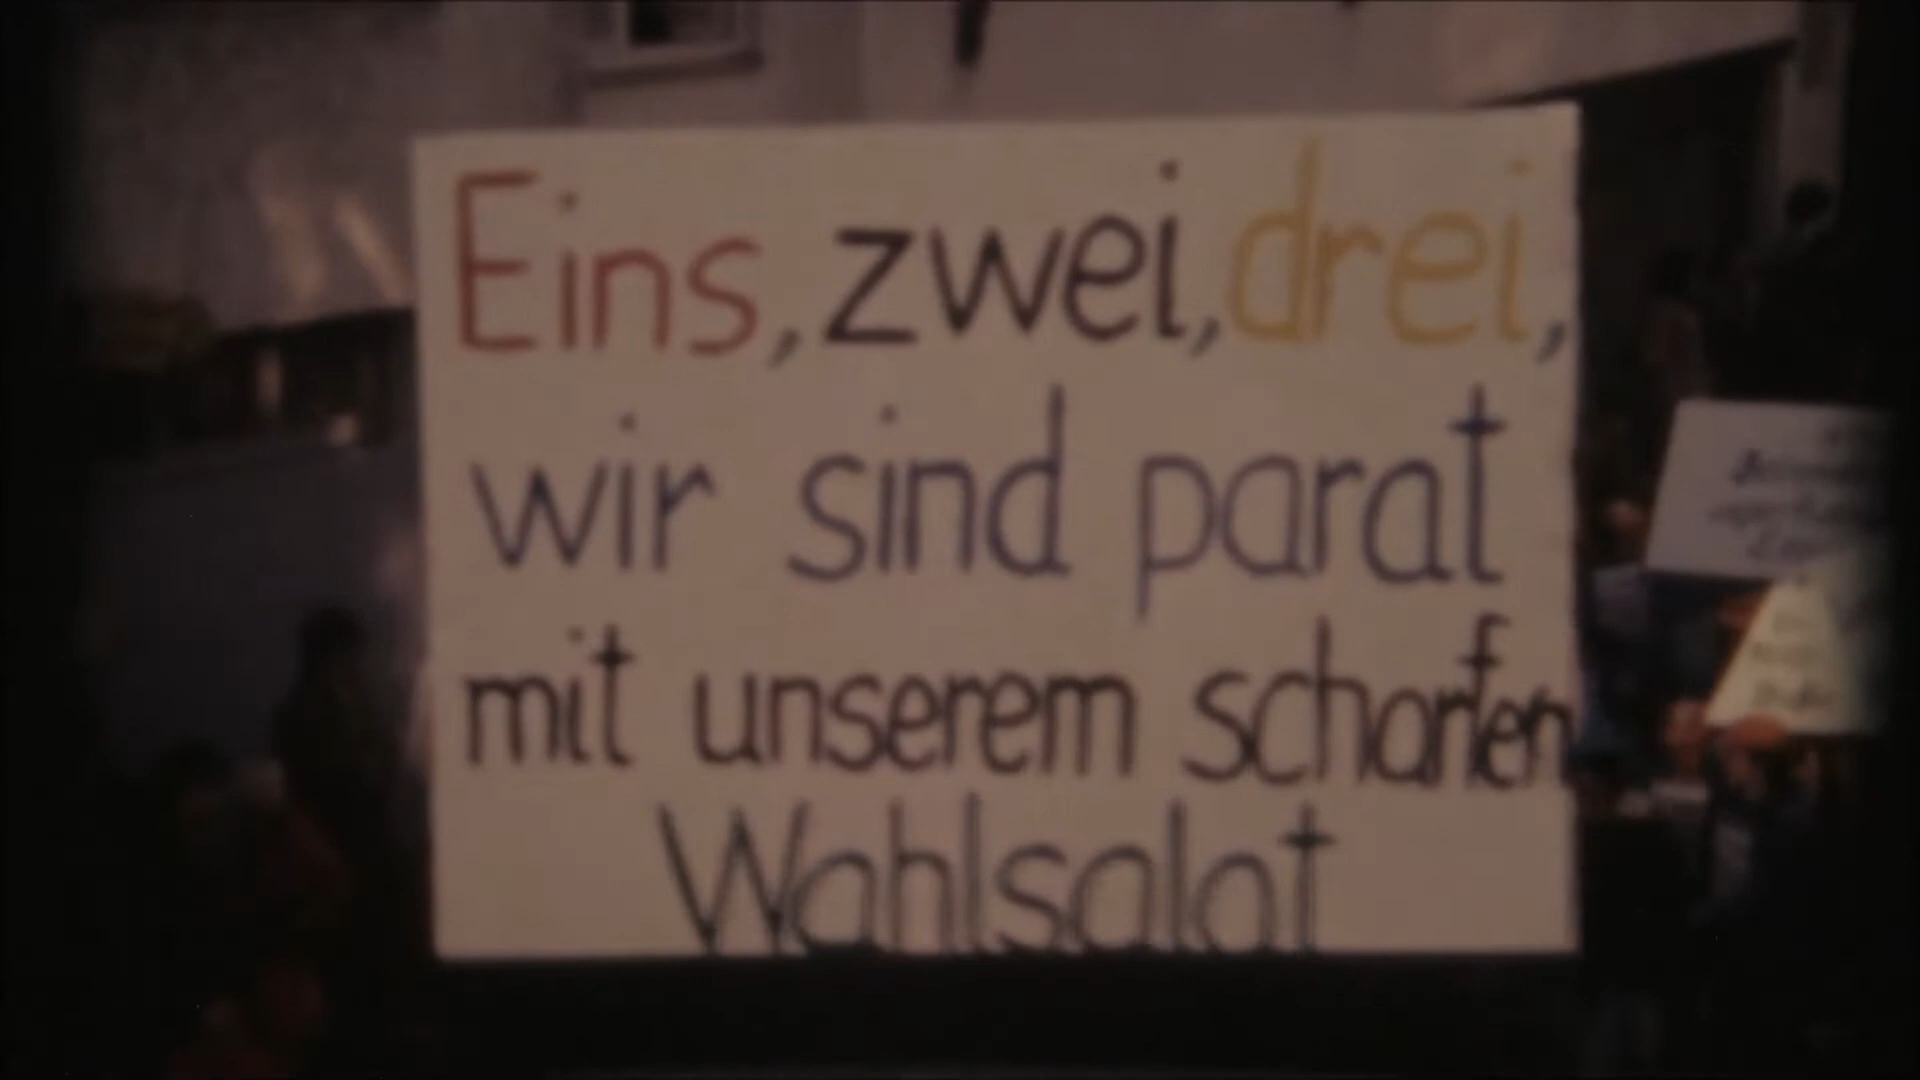 Eins, zwei, drei,
wir sind parat
mit unserem scharfen
Wahlsalat